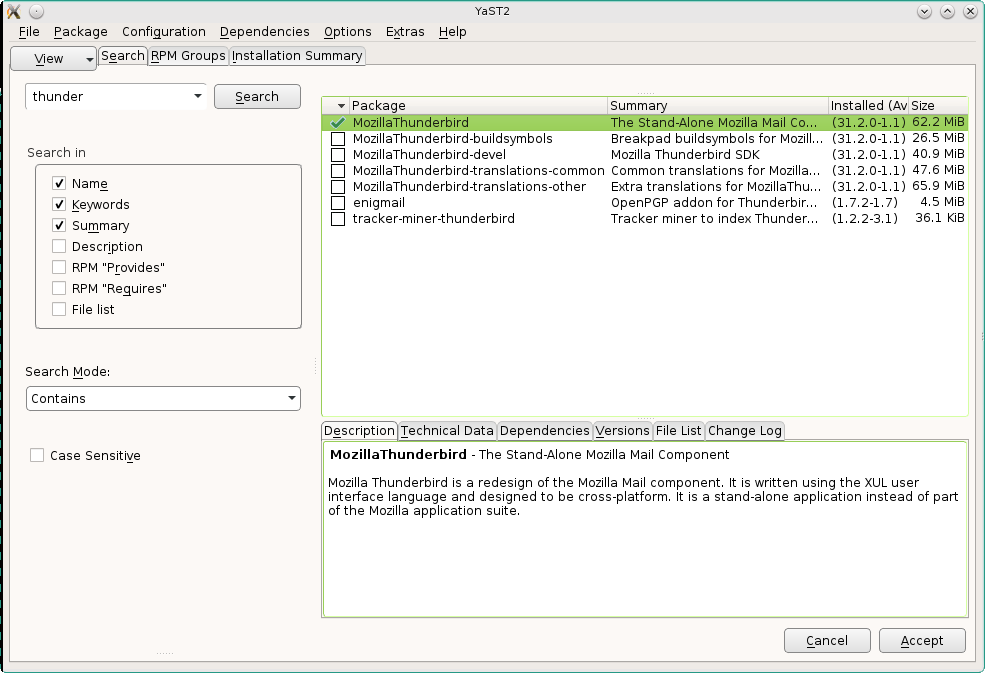 YaST2
File Package Configuration Dependencies Options Extras Help
View Search RPM Groups Installation Summary
thunder Search
Search in
Name
Keywords
Summary
Description
RPM "Provides"
RPM "Requires"
File list
Search Mode:
Contains
Case Sensitive
Package Summary Installed (Av Size
MozillaThunderbird The Stand-Alone Mozilla Mail Co... (31.2.0-1.1) 62.2 MiB
MozillaThunderbird-buildsymbols Breakpad buildsymbols for Mozill... (31.2.0-1.1) 26.5 MiB
MozillaThunderbird-devel Mozilla Thunderbird SDK (31.2.0-1.1) 40.9 MiB
MozillaThunderbird-translations-common Common translations for Mozilla... (31.2.0-1.1) 47.6 MiB
MozillaThunderbird-translations-other Extra translations for MozillaThu... (31.2.0-1.1) 65.9 MiB
enigmail OpenPGP addon for Thunderbir... (1.7.2-1.7) 4.5 MiB
tracker-miner-thunderbird Tracker miner to index Thunder... (1.2.2-3.1) 36.1 KiB
Description Technical Data Dependencies Versions File List Change Log
MozillaThunderbird - The Stand-Alone Mozilla Mail Component
Mozilla Thunderbird is a redesign of the Mozilla Mail component. It is written using the XUL user
interface language and designed to be cross-platform. It is a stand-alone application instead of part
of the Mozilla application suite.
Cancel Accept